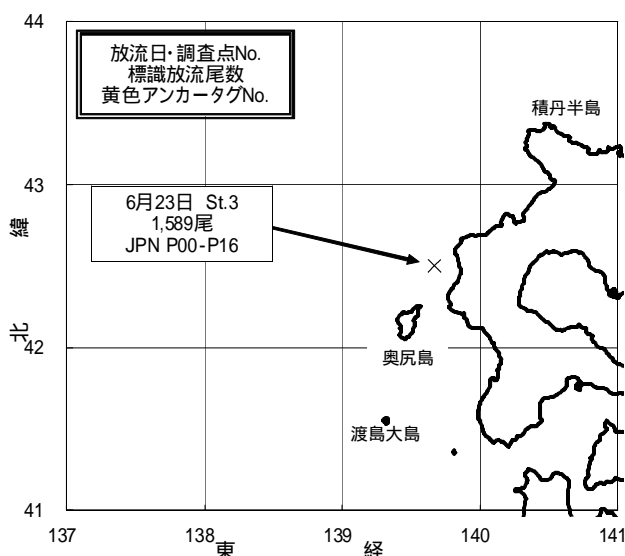 44
放流日・調査点No.
標識放流尾数
黄色アンカータグNo.
積丹半島
43
6月23日 St.3
1,589尾
JPN P00-P16
北 緯
42
奥尻島
渡島大島
41
137 138 139 140 141
東 経